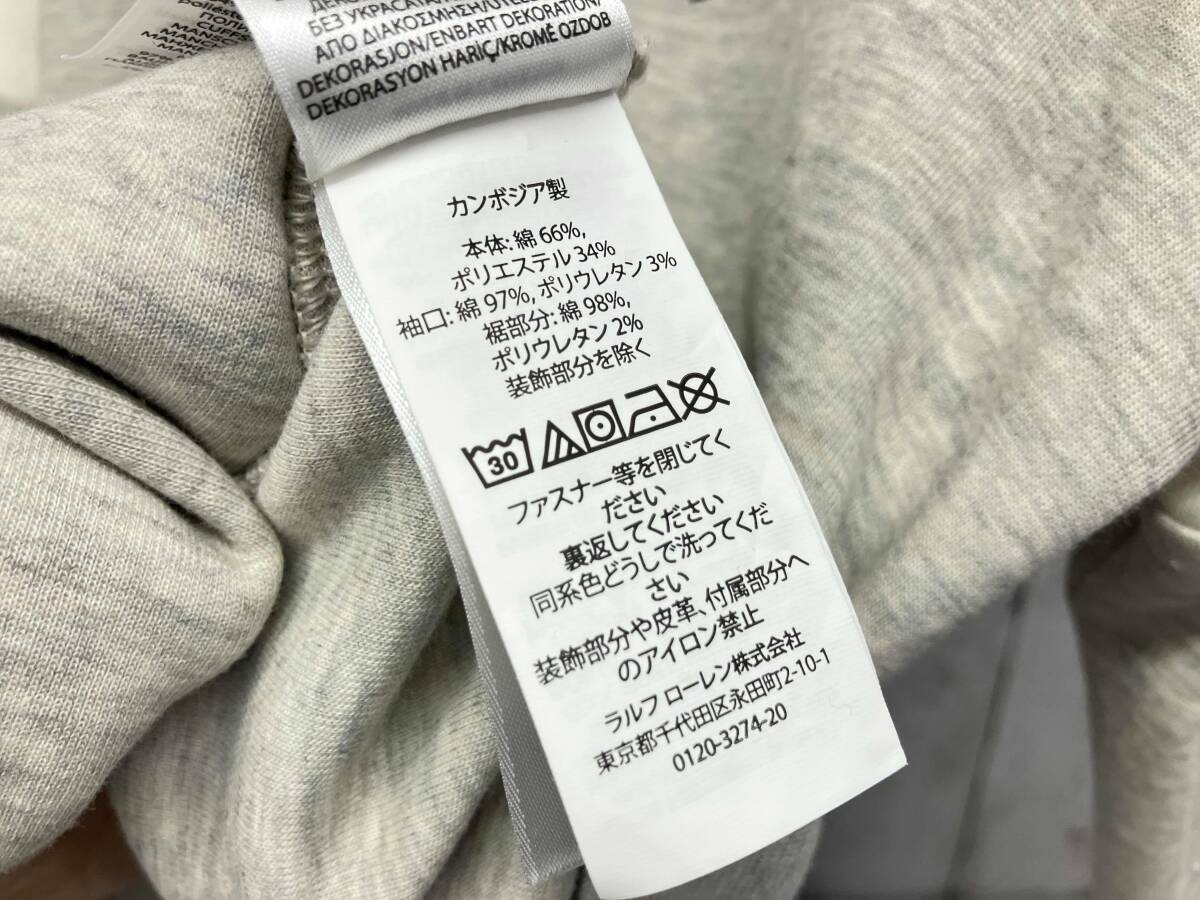 БЕЗ УКРАСАТА
ΑΠΟ ΔΙΑΚΟΣΜΗΣΗ/UTES
DEKORASJON/ENBART DEKORATION/
DEKORASYON HARİÇ/KROMĚ OZDOB
CUFF
カンボジア製
本体: 綿 66%,
ポリエステル 34%
袖口: 綿 97%, ポリウレタン 3%
裾部分: 綿 98%,
ポリウレタン 2%
装飾部分を除く
30
ファスナー等を閉じてく
ださい
裏返してください
同系色どうしで洗ってくだ
さい
装飾部分や皮革、付属部分へ
のアイロン禁止
ラルフ ローレン株式会社
東京都千代田区永田町2-10-1
0120-3274-20